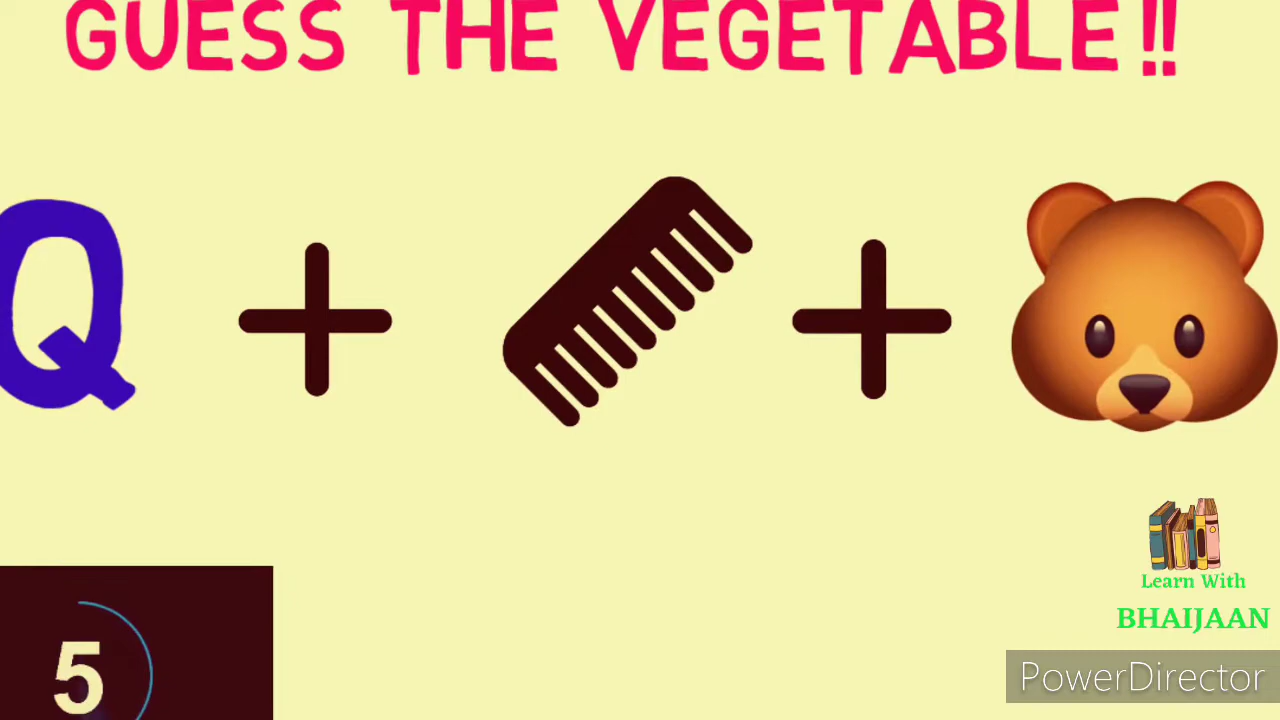 GUESS THE VEGETABLE!!
Q + +
5
Learn With
BHAIJAAN
PowerDirector